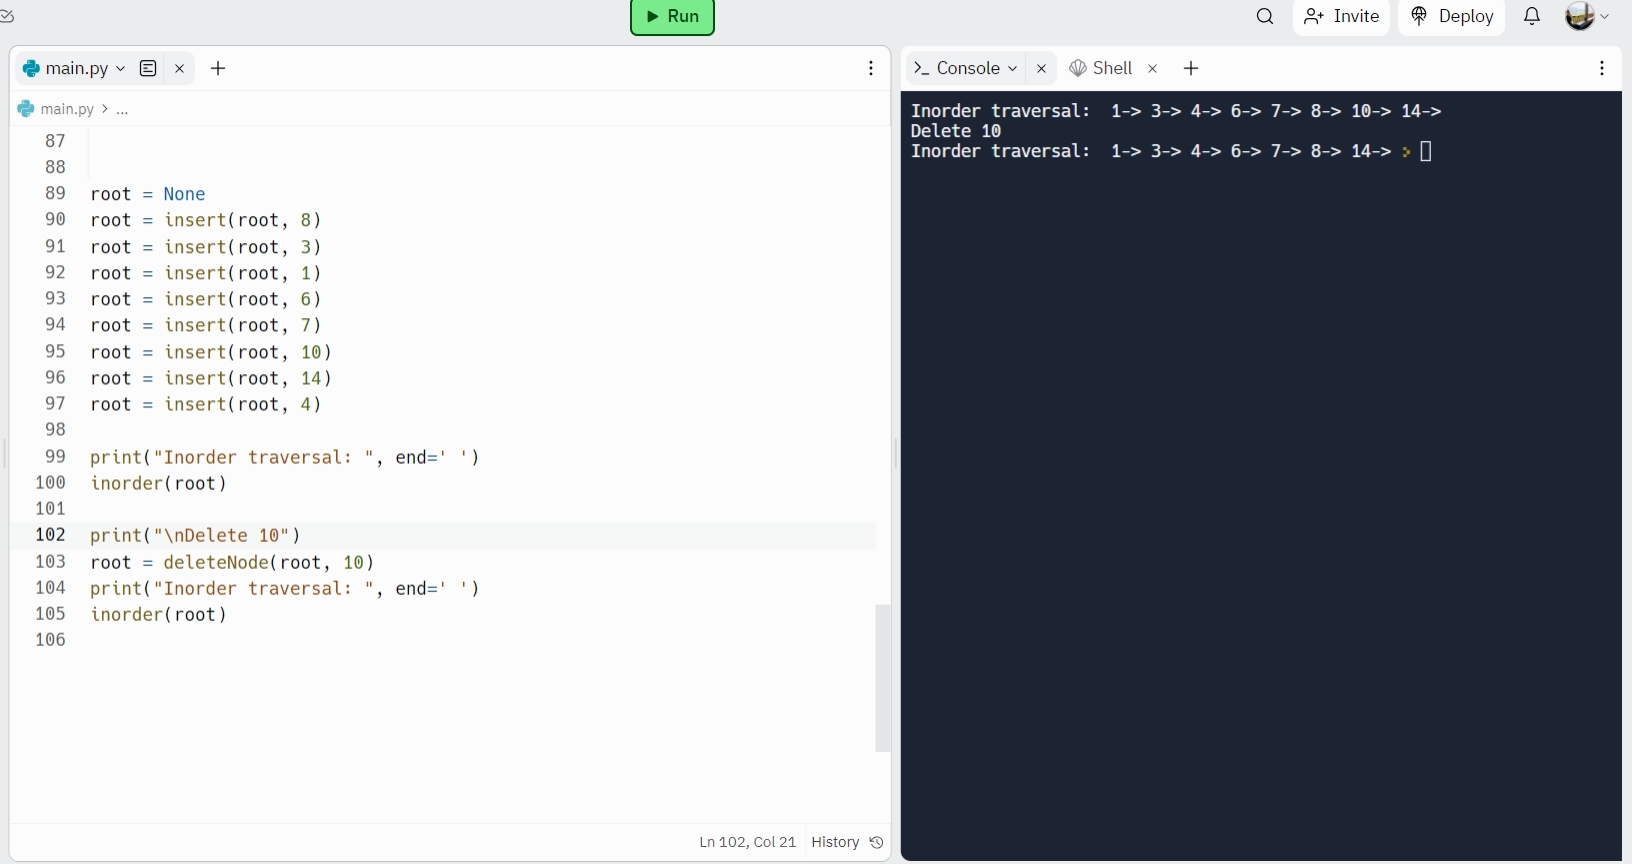 Run
Invite
Deploy
main.py
Console
Shell
main.py > ...
87
88
89 root = None
90 root = insert(root, 8)
91 root = insert(root, 3)
92 root = insert(root, 1)
93 root = insert(root, 6)
94 root = insert(root, 7)
95 root = insert(root, 10)
96 root = insert(root, 14)
97 root = insert(root, 4)
98
99 print("Inorder traversal: ", end=' ')
100 inorder(root)
101
102 print("\nDelete 10")
103 root = deleteNode(root, 10)
104 print("Inorder traversal: ", end=' ')
105 inorder(root)
106
Ln 102, Col 21 History
Inorder traversal:  1-> 3-> 4-> 6-> 7-> 8-> 10-> 14->
Delete 10
Inorder traversal:  1-> 3-> 4-> 6-> 7-> 8-> 14-> >